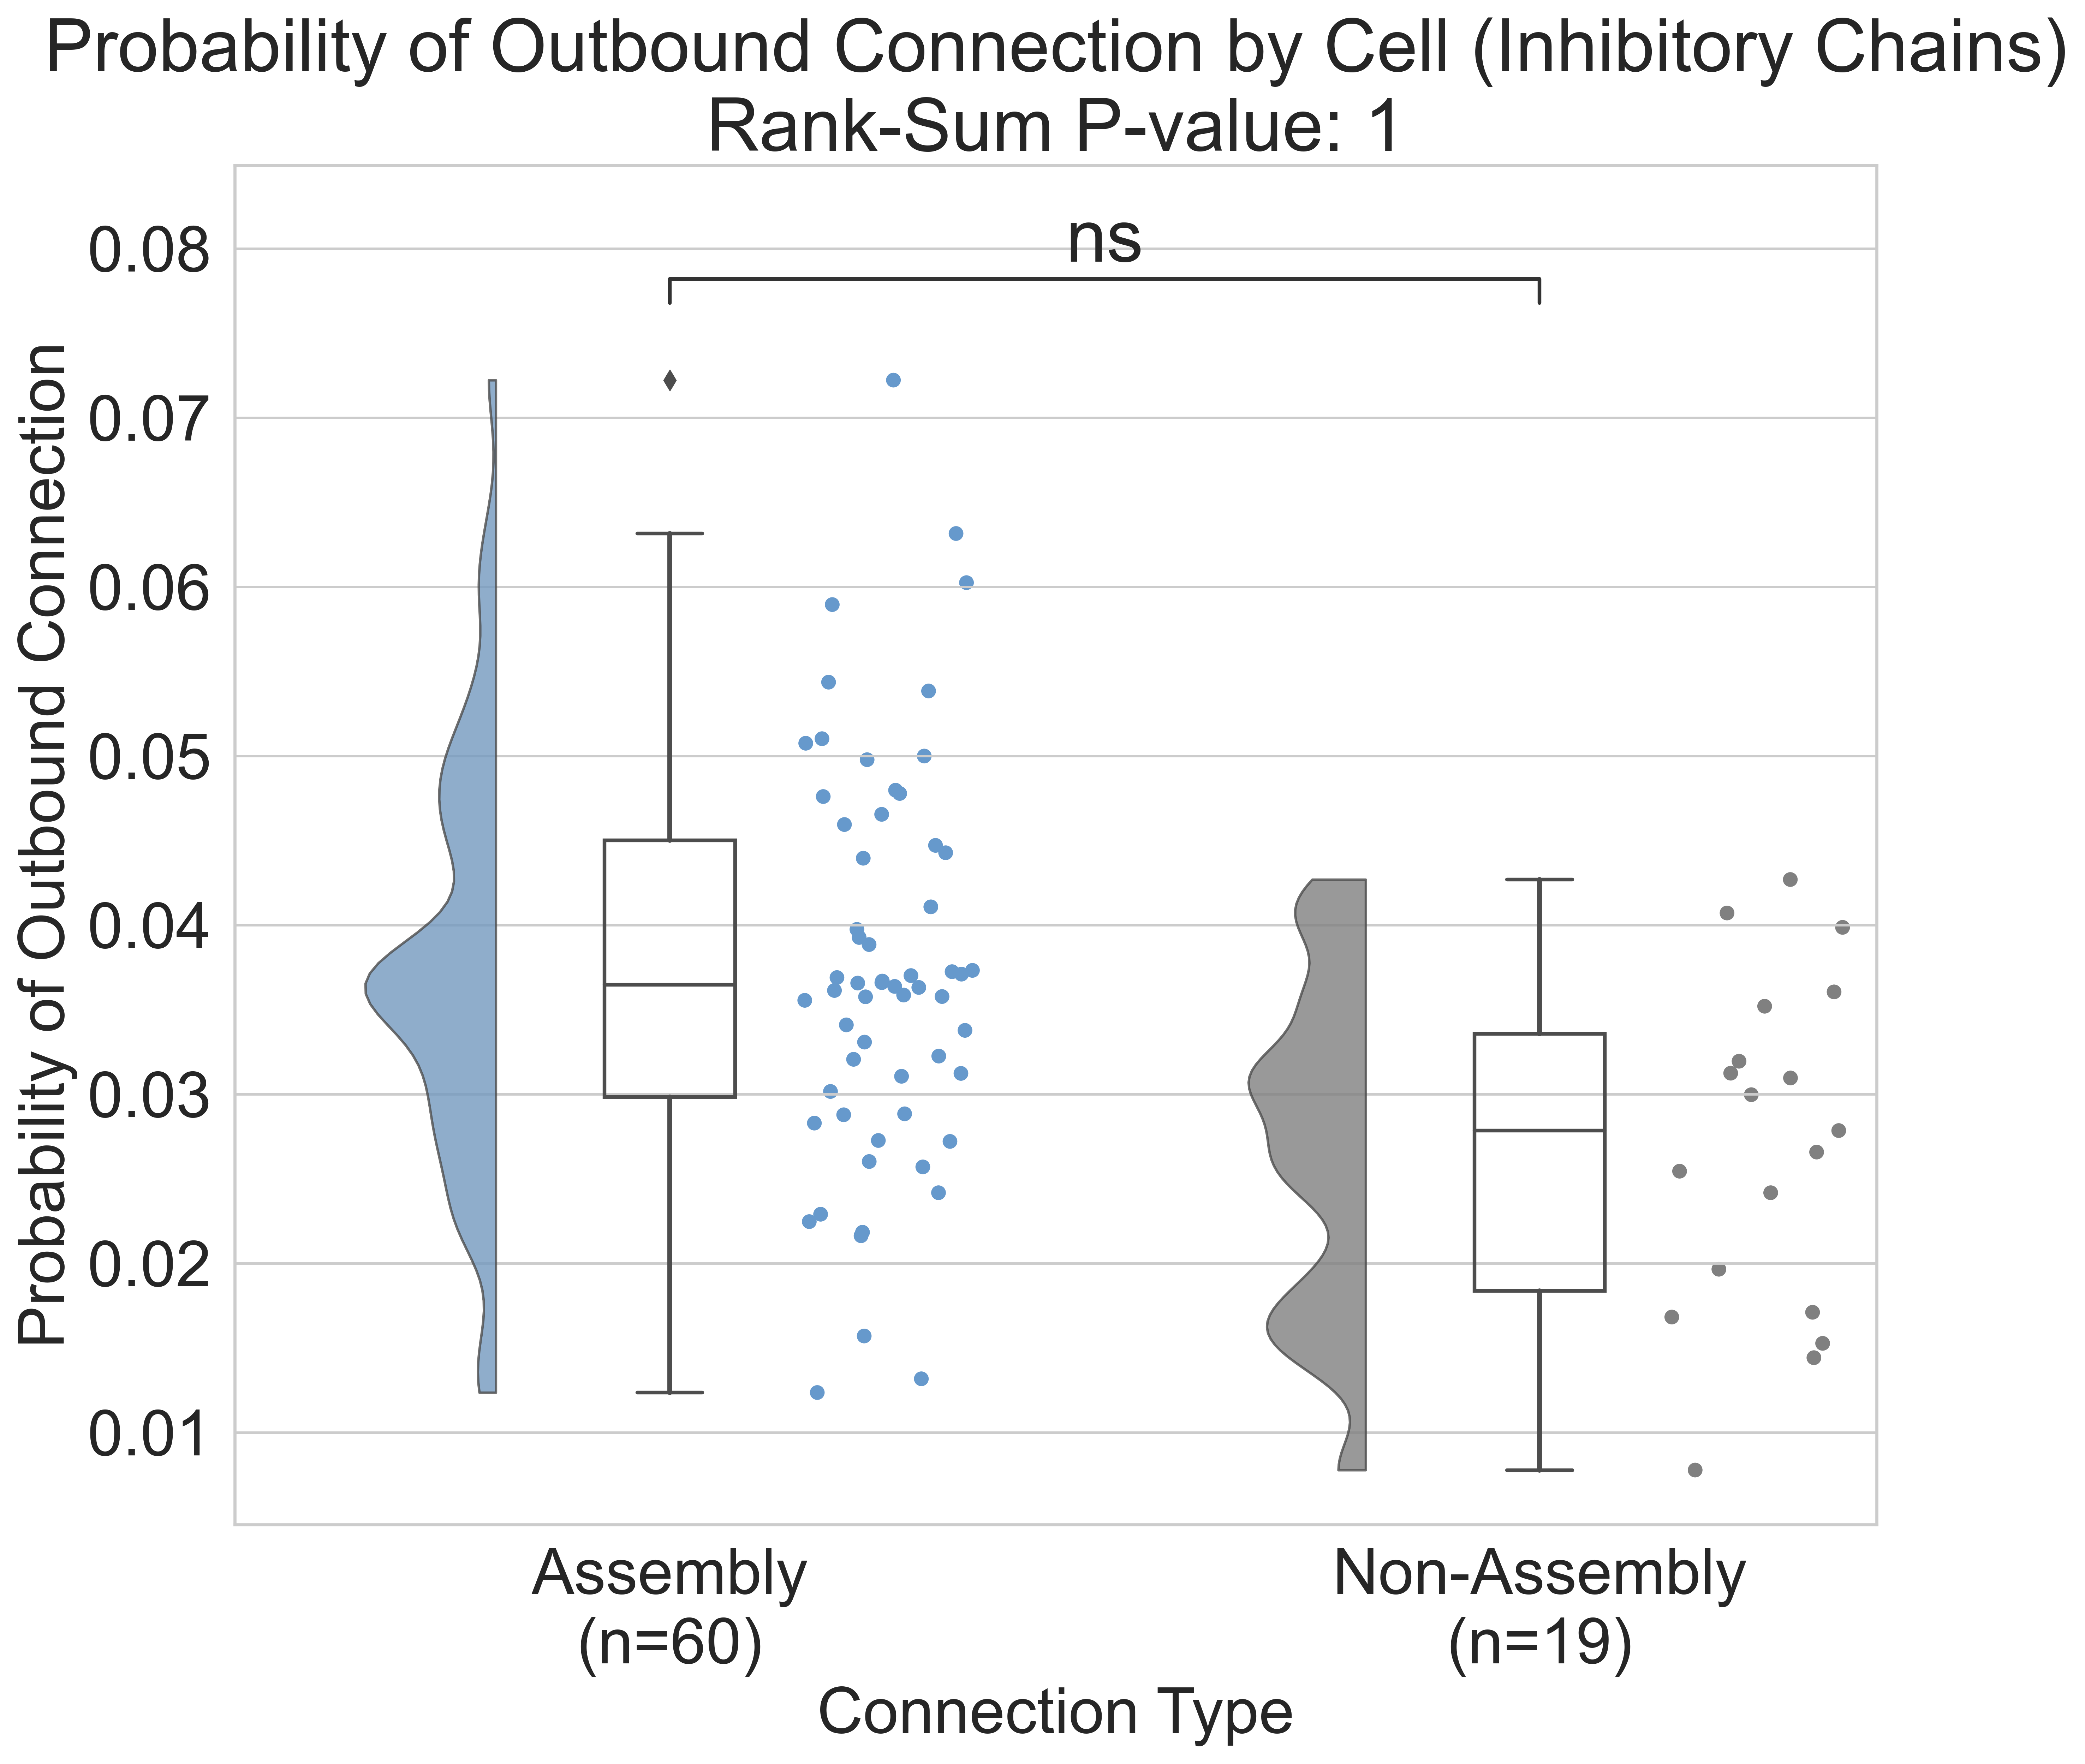 Probability of Outbound Connection by Cell (Inhibitory Chains)
Rank-Sum P-value: 1
ns
0.08
0.07
0.06
0.05
0.04
0.03
0.02
0.01
Probability of Outbound Connection
Assembly
(n=60)
Non-Assembly
(n=19)
Connection Type